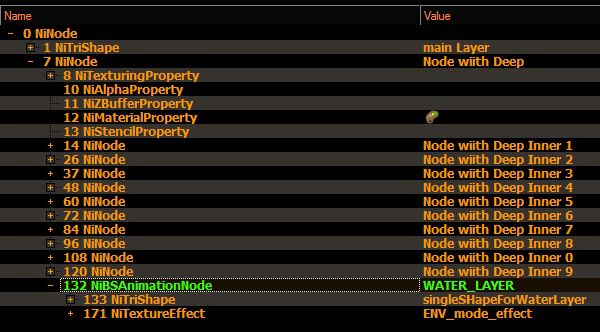 Name Value
0 NiNode
1 NiTriShape main Layer
7 NiNode Node wiith Deep
8 NiTexturingProperty
10 NiAlphaProperty
11 NiZBufferProperty
12 NiMaterialProperty
13 NiStencilProperty
14 NiNode Node wiith Deep Inner 1
26 NiNode Node wiith Deep Inner 2
37 NiNode Node wiith Deep Inner 3
48 NiNode Node wiith Deep Inner 4
60 NiNode Node wiith Deep Inner 5
72 NiNode Node wiith Deep Inner 6
84 NiNode Node wiith Deep Inner 7
96 NiNode Node wiith Deep Inner 8
108 NiNode Node wiith Deep Inner 0
120 NiNode Node wiith Deep Inner 9
132 NiBSAnimationNode WATER_LAYER
133 NiTriShape singleSHapeForWaterLayer
171 NiTextureEffect ENV_mode_effect